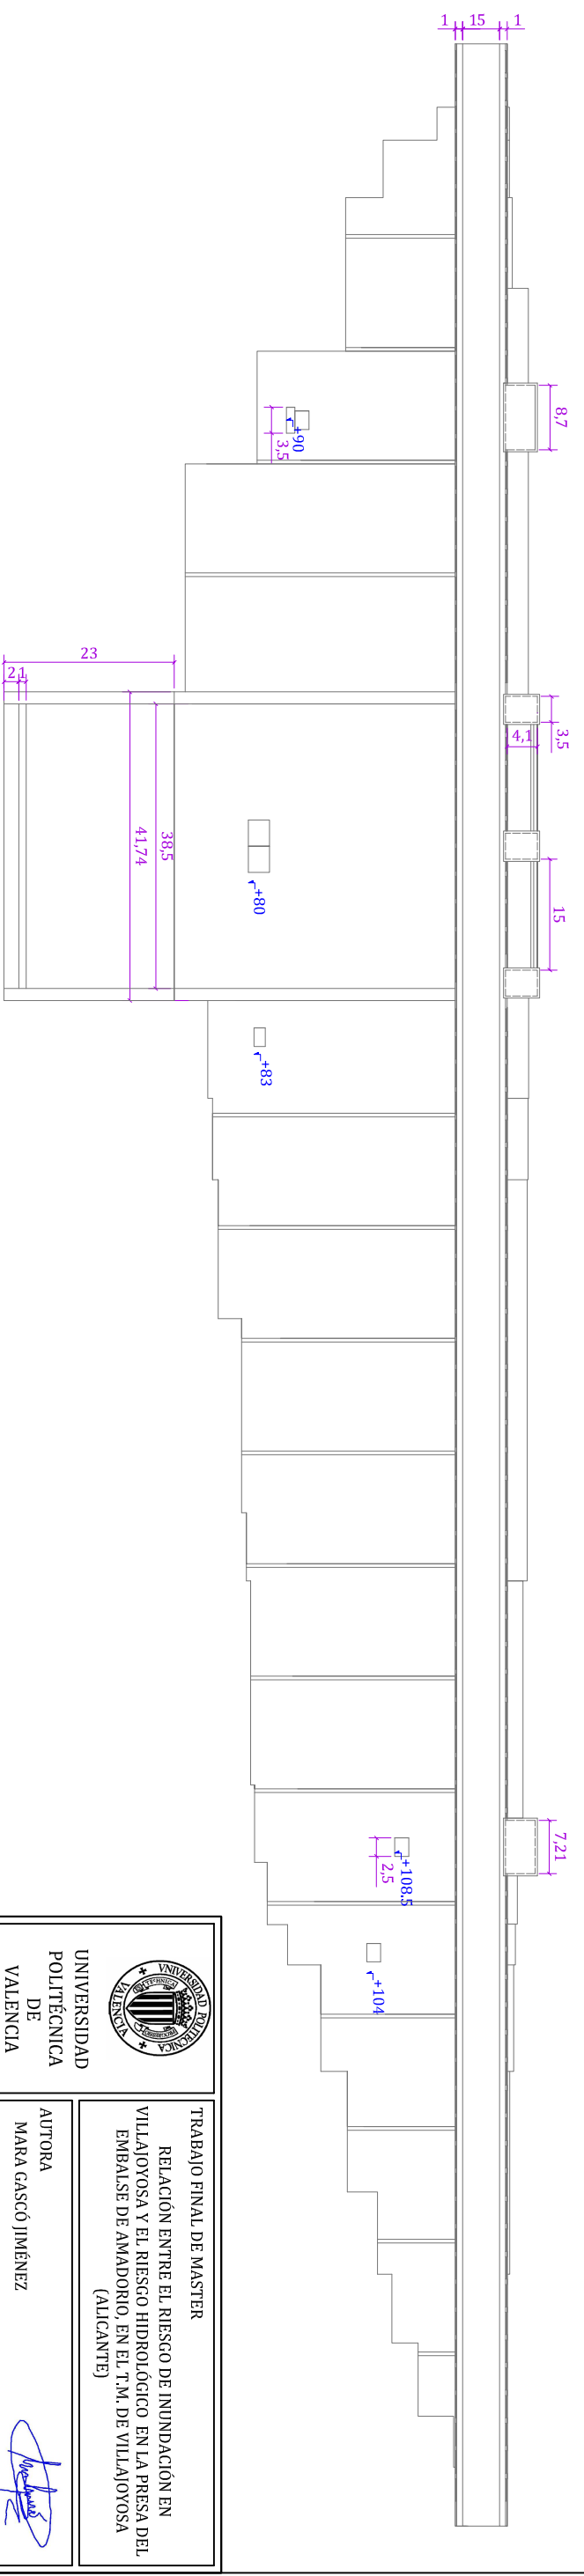 1
15
1
8,7
+90
3,5
23
2
1
3,5
4,1
38,5
41,74
+80
15
+83
7,21
+108.5
2,5
+104
VNIVERSIDAD POLITECNICA
VALENCIA
UNIVERSIDAD
POLITÉCNICA
DE
VALENCIA
TRABAJO FINAL DE MASTER
RELACIÓN ENTRE EL RIESGO DE INUNDACIÓN EN
VILLAJOYOSA Y EL RIESGO HIDROLÓGICO EN LA PRESA DEL
EMBALSE DE AMADORIO, EN EL T.M. DE VILLAJOYOSA
(ALICANTE)
AUTORA
MARA GASCÓ JIMÉNEZ